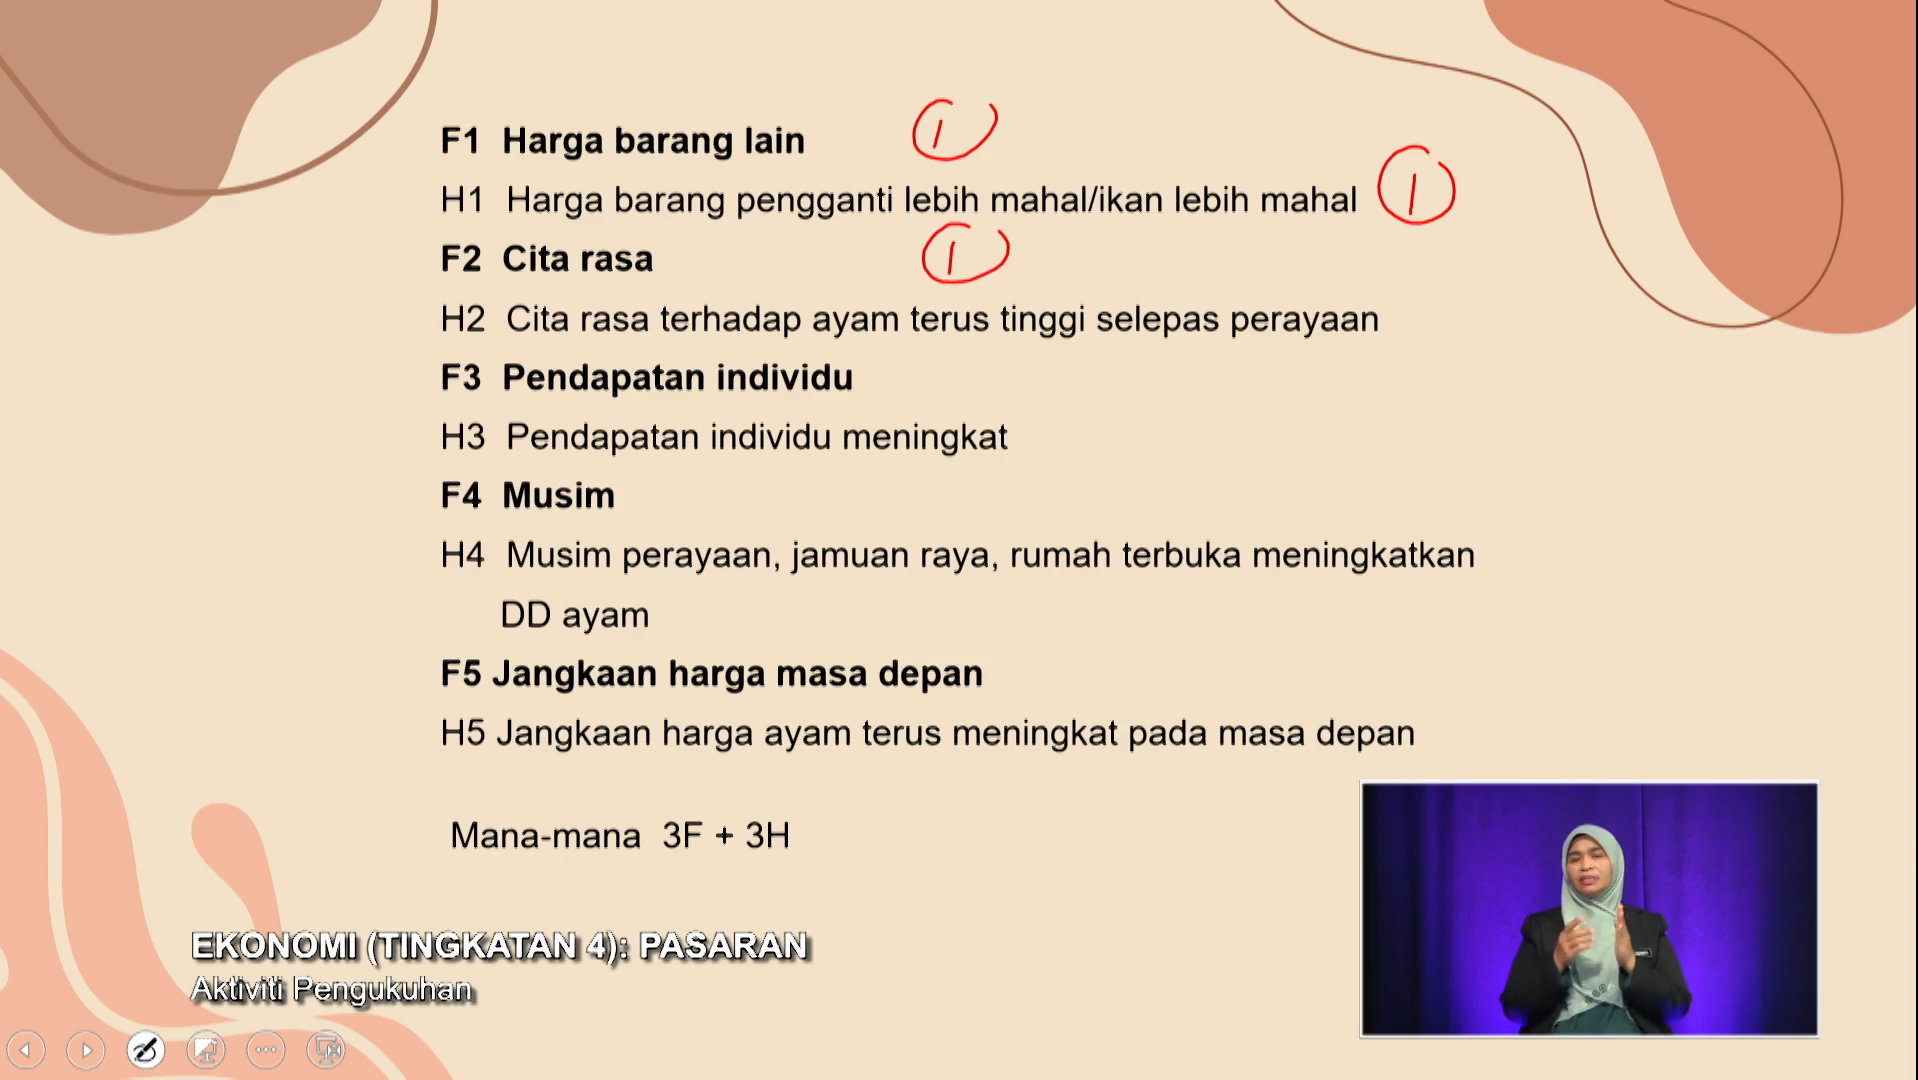 F1 Harga barang lain 1
H1 Harga barang pengganti lebih mahal/ikan lebih mahal 1
F2 Cita rasa 1
H2 Cita rasa terhadap ayam terus tinggi selepas perayaan
F3 Pendapatan individu
H3 Pendapatan individu meningkat
F4 Musim
H4 Musim perayaan, jamuan raya, rumah terbuka meningkatkan
DD ayam
F5 Jangkaan harga masa depan
H5 Jangkaan harga ayam terus meningkat pada masa depan
Mana-mana 3F + 3H
EKONOMI (TINGKATAN 4): PASARAN
Aktiviti Pengukuhan